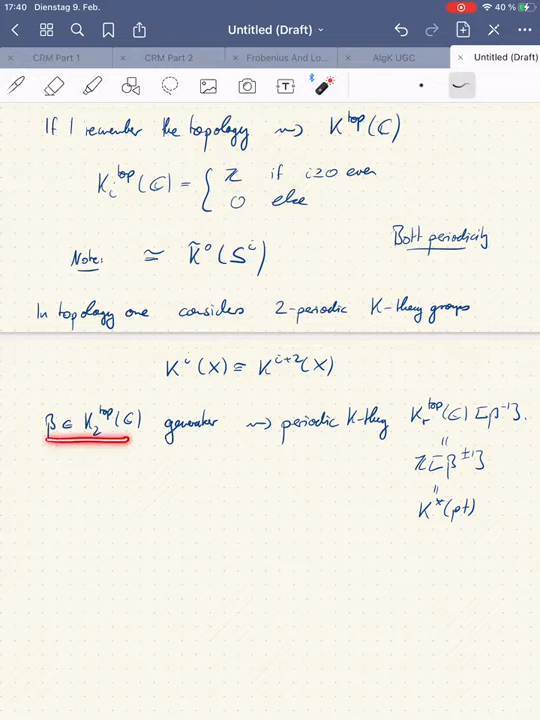 17:40 Dienstag 9. Feb.
40 %
Untitled (Draft)
CRM Part 1
CRM Part 2
Frobenius And Lo...
AlgK UGC
Untitled (Draft)
If I remember the topology ⇝ K^top(ℂ)
K_i^top(ℂ) = { ℤ if i≥0 even
0 else
Note: ≅ K̃^0(S^i)
Bott periodicity
In topology one considers 2-periodic K-theory groups
K^i(X) ≅ K^{i+2}(X)
β ∈ K_2^top(ℂ) generator ⇝ periodic K-theory K_*^top(ℂ)[β^{-1}].
=
ℤ[β^{±1}]
=
K^*(pt)